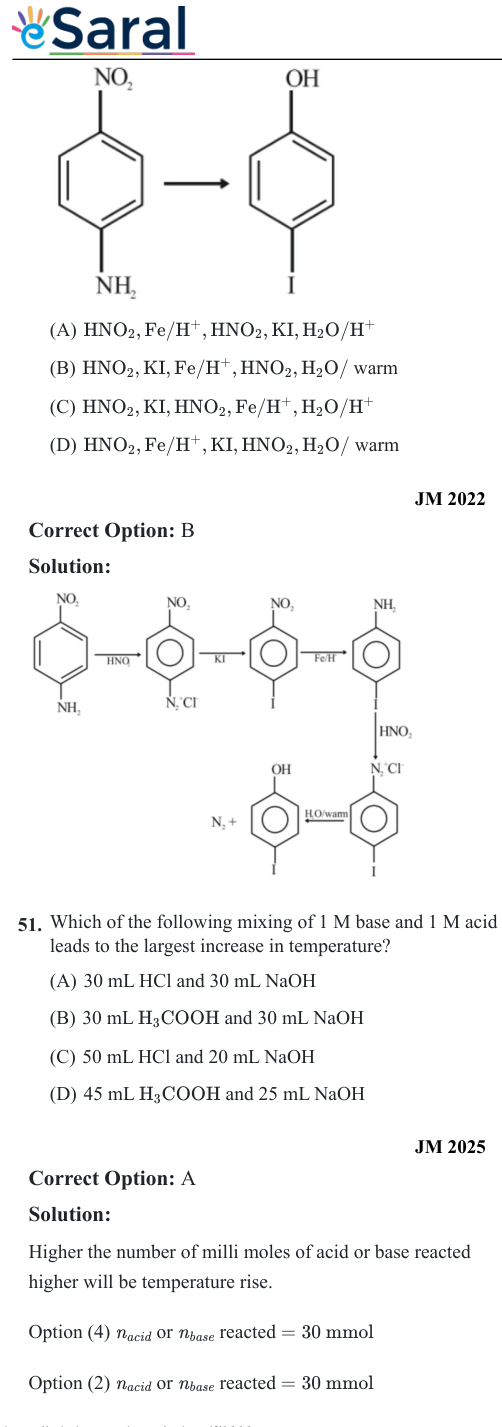 eSaral
NO₂ OH
NH₂ I
(A) HNO₂, Fe/H⁺, HNO₂, KI, H₂O/H⁺
(B) HNO₂, KI, Fe/H⁺, HNO₂, H₂O/ warm
(C) HNO₂, KI, HNO₂, Fe/H⁺, H₂O/H⁺
(D) HNO₂, Fe/H⁺, KI, HNO₂, H₂O/ warm
JM 2022
Correct Option: B
Solution:
NO₂ NO₂ NO₂ NH₂
HNO₂ KI Fe/H⁺
NH₂ N₂⁺Cl⁻ I I
HNO₂
OH N₂⁺Cl⁻
N₂ + H₂O/warm
I I
51. Which of the following mixing of 1 M base and 1 M acid
leads to the largest increase in temperature?
(A) 30 mL HCl and 30 mL NaOH
(B) 30 mL H₃COOH and 30 mL NaOH
(C) 50 mL HCl and 20 mL NaOH
(D) 45 mL H₃COOH and 25 mL NaOH
JM 2025
Correct Option: A
Solution:
Higher the number of milli moles of acid or base reacted
higher will be temperature rise.
Option (4) n_acid or n_base reacted = 30 mmol
Option (2) n_acid or n_base reacted = 30 mmol